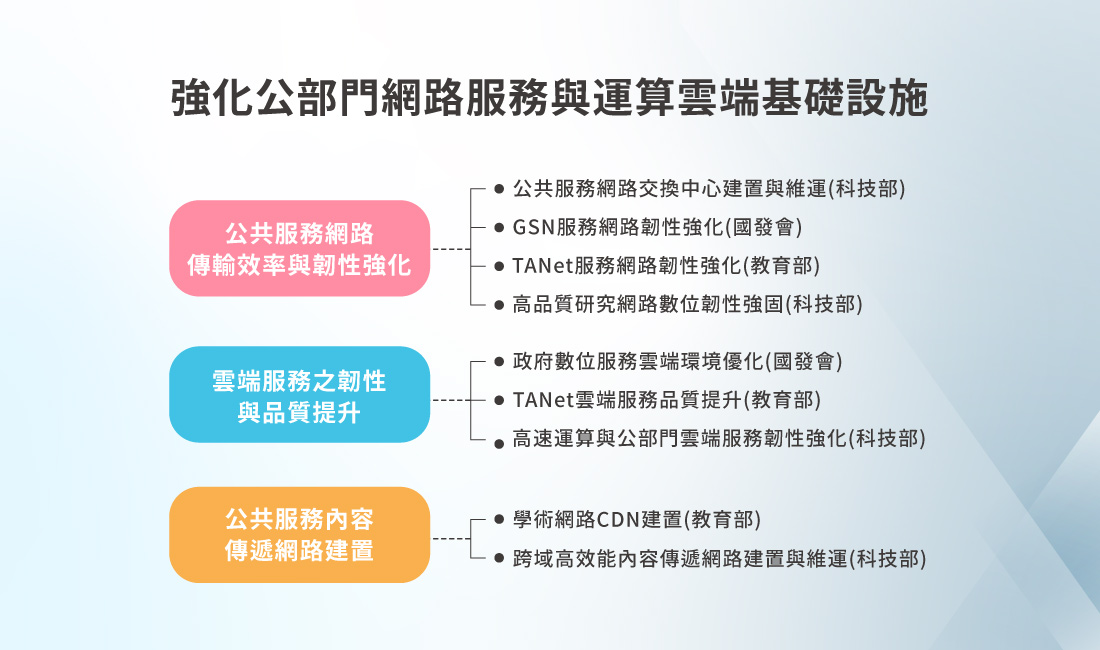 強化公部門網路服務與運算雲端基礎設施
公共服務網路
傳輸效率與韌性強化
● 公共服務網路交換中心建置與維運(科技部)
● GSN服務網路韌性強化(國發會)
● TANet服務網路韌性強化(教育部)
● 高品質研究網路數位韌性強固(科技部)
雲端服務之韌性
與品質提升
● 政府數位服務雲端環境優化(國發會)
● TANet雲端服務品質提升(教育部)
● 高速運算與公部門雲端服務韌性強化(科技部)
公共服務內容
傳遞網路建置
● 學術網路CDN建置(教育部)
● 跨域高效能內容傳遞網路建置與維運(科技部)